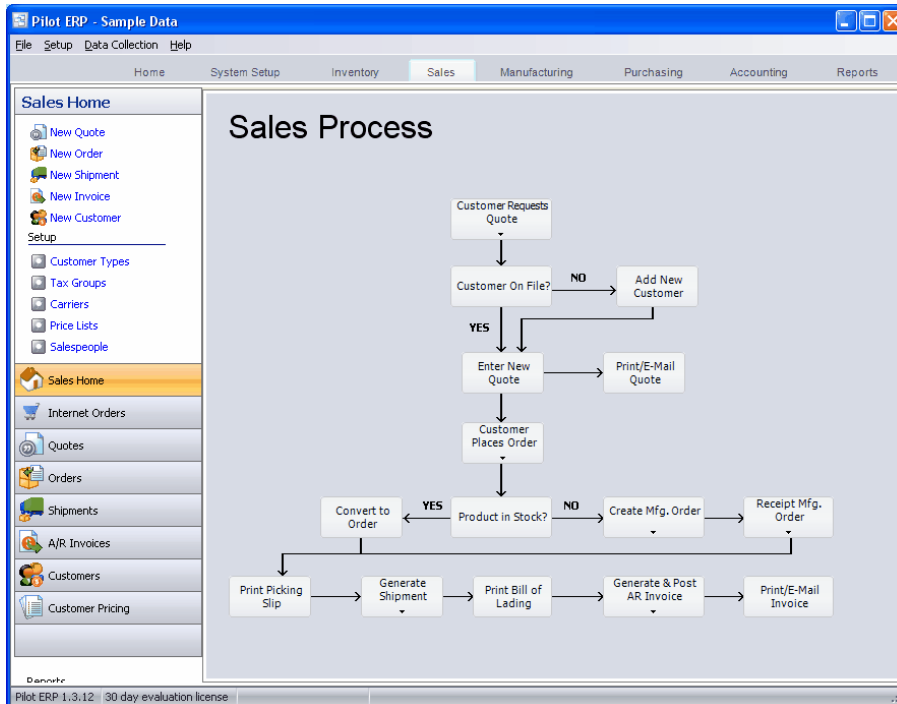 Pilot ERP - Sample Data
File Setup Data Collection Help
Home System Setup Inventory Sales Manufacturing Purchasing Accounting Reports
Sales Home
New Quote
New Order
New Shipment
New Invoice
New Customer
Setup
Customer Types
Tax Groups
Carriers
Price Lists
Salespeople
Sales Home
Internet Orders
Quotes
Orders
Shipments
A/R Invoices
Customers
Customer Pricing
Reports
Sales Process
Customer Requests
Quote
Customer On File?
NO
Add New
Customer
YES
Enter New
Quote
Print/E-Mail
Quote
Customer
Places Order
Convert to
Order
YES
Product in Stock?
NO
Create Mfg. Order
Receipt Mfg.
Order
Print Picking
Slip
Generate
Shipment
Print Bill of
Lading
Generate & Post
AR Invoice
Print/E-Mail
Invoice
Pilot ERP 1.3.12 30 day evaluation license